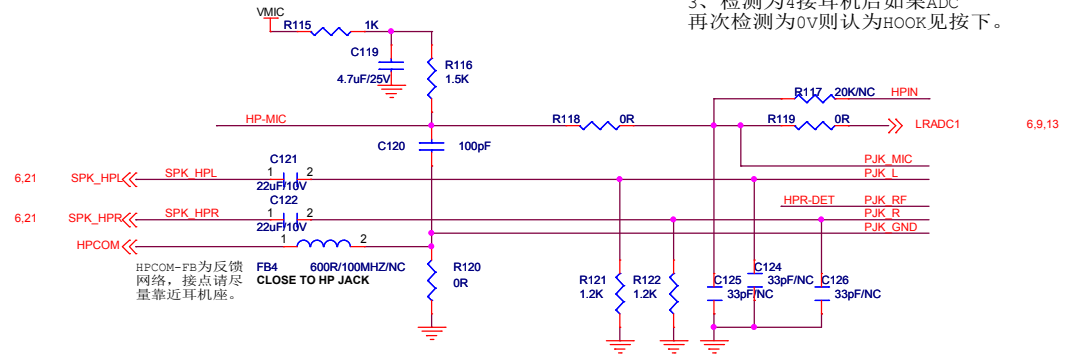 3、检测为4接耳机后如果ADC
再次检测为0V则认为HOOK见按下。
VMIC
R115 1K
C119
4.7uF/25V
R116
1.5K
R117 20K/NC HPIN
HP-MIC
R118 0R
R119 0R
LRADC1 6,9,13
C120 100pF
PJK_MIC
C121
6,21 SPK_HPL SPK_HPL 1 2 PJK_L
22uF/10V
C122
HPR-DET PJK_RF
6,21 SPK_HPR SPK_HPR 1 2 PJK_R
22uF/10V
PJK_GND
HPCOM 1 2
HPCOM-FB为反馈
网络，接点请尽
量靠近耳机座。
FB4 600R/100MHZ/NC
CLOSE TO HP JACK
R120
0R
R121
1.2K
R122
1.2K
C125
33pF/NC
C124
33pF/NC
C126
33pF/NC